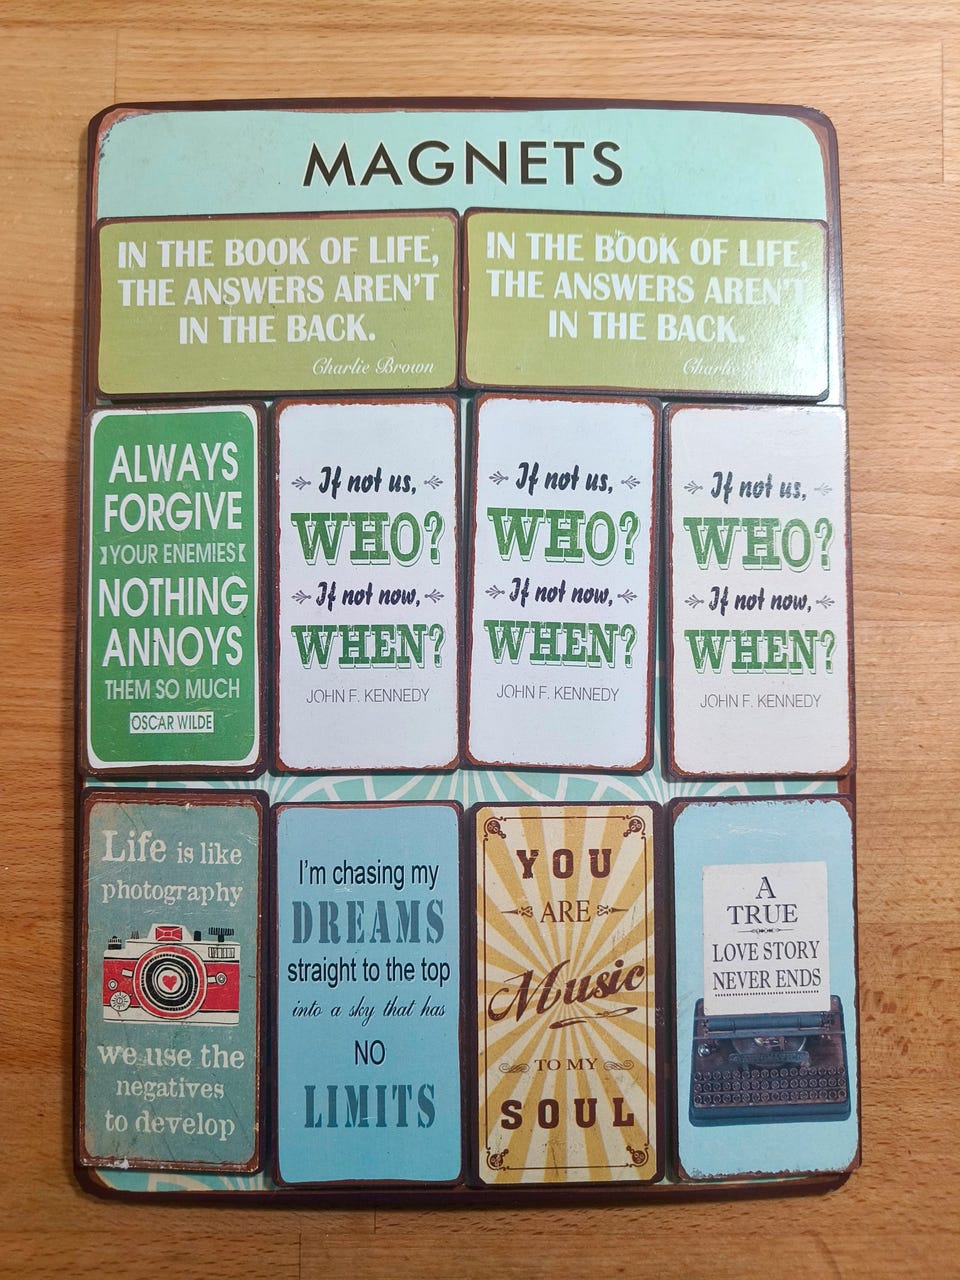 MAGNETS
IN THE BOOK OF LIFE,
THE ANSWERS AREN'T
IN THE BACK.
Charlie Brown
IN THE BOOK OF LIFE,
THE ANSWERS AREN'T
IN THE BACK.
Charlie
ALWAYS
FORGIVE
YOUR ENEMIES
NOTHING
ANNOYS
THEM SO MUCH
OSCAR WILDE
If not us,
WHO?
If not now,
WHEN?
JOHN F. KENNEDY
If not us,
WHO?
If not now,
WHEN?
JOHN F. KENNEDY
If not us,
WHO?
If not now,
WHEN?
JOHN F. KENNEDY
Life is like
photography
we use the
negatives
to develop
I'm chasing my
DREAMS
straight to the top
into a sky that has
NO
LIMITS
YOU
ARE
Music
TO MY
SOUL
A
TRUE
LOVE STORY
NEVER ENDS